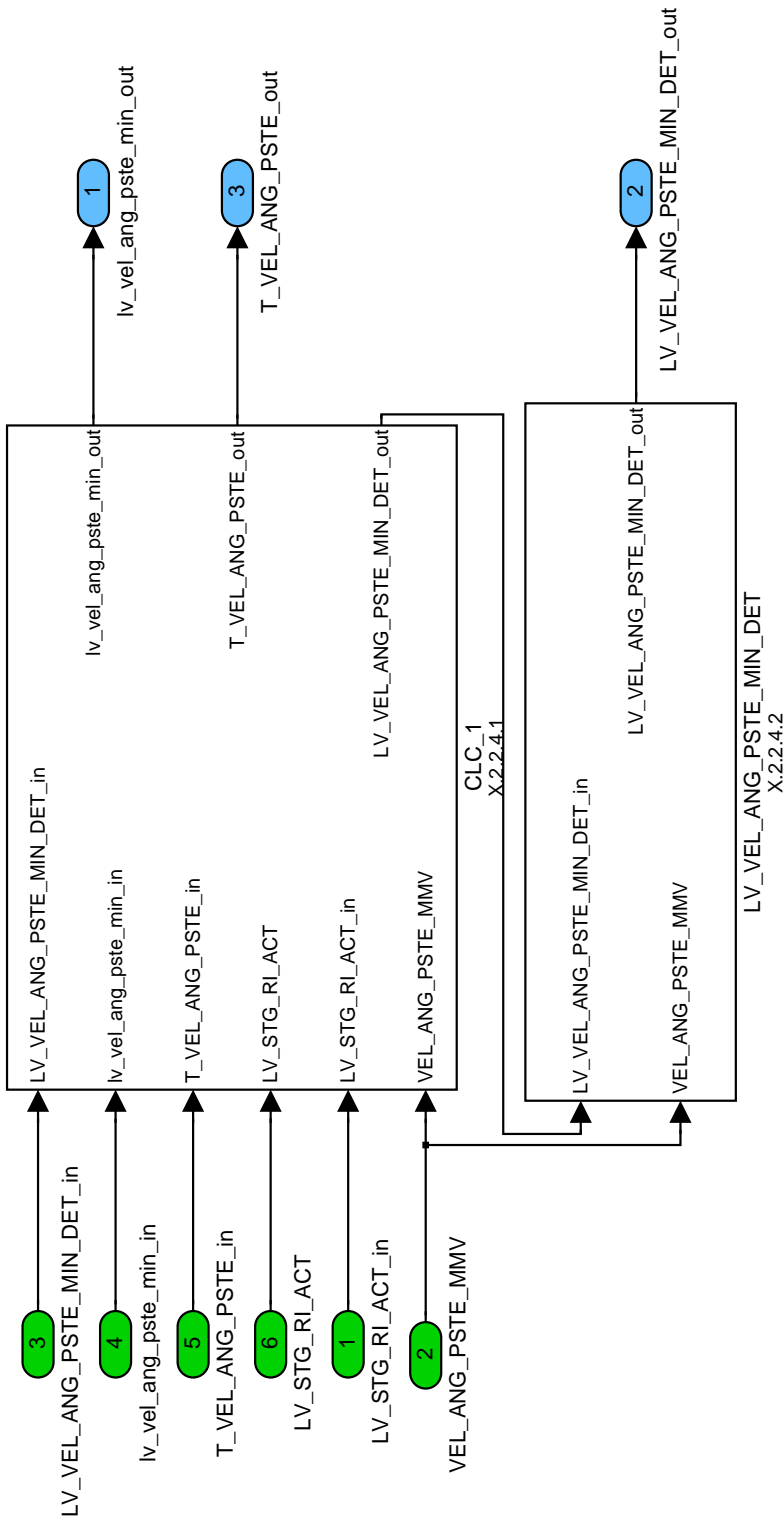 3
LV_VEL_ANG_PSTE_MIN_DET_in
4
lv_vel_ang_pste_min_in
5
T_VEL_ANG_PSTE_in
6
LV_STG_RI_ACT
1
LV_STG_RI_ACT_in
2
VEL_ANG_PSTE_MMV
LV_VEL_ANG_PSTE_MIN_DET_in
lv_vel_ang_pste_min_in
T_VEL_ANG_PSTE_in
LV_STG_RI_ACT
LV_STG_RI_ACT_in
VEL_ANG_PSTE_MMV
lv_vel_ang_pste_min_out
T_VEL_ANG_PSTE_out
LV_VEL_ANG_PSTE_MIN_DET_out
CLC_1
X.2.2.4.1
LV_VEL_ANG_PSTE_MIN_DET_in
VEL_ANG_PSTE_MMV
LV_VEL_ANG_PSTE_MIN_DET_out
LV_VEL_ANG_PSTE_MIN_DET
X.2.2.4.2
1
lv_vel_ang_pste_min_out
3
T_VEL_ANG_PSTE_out
2
LV_VEL_ANG_PSTE_MIN_DET_out